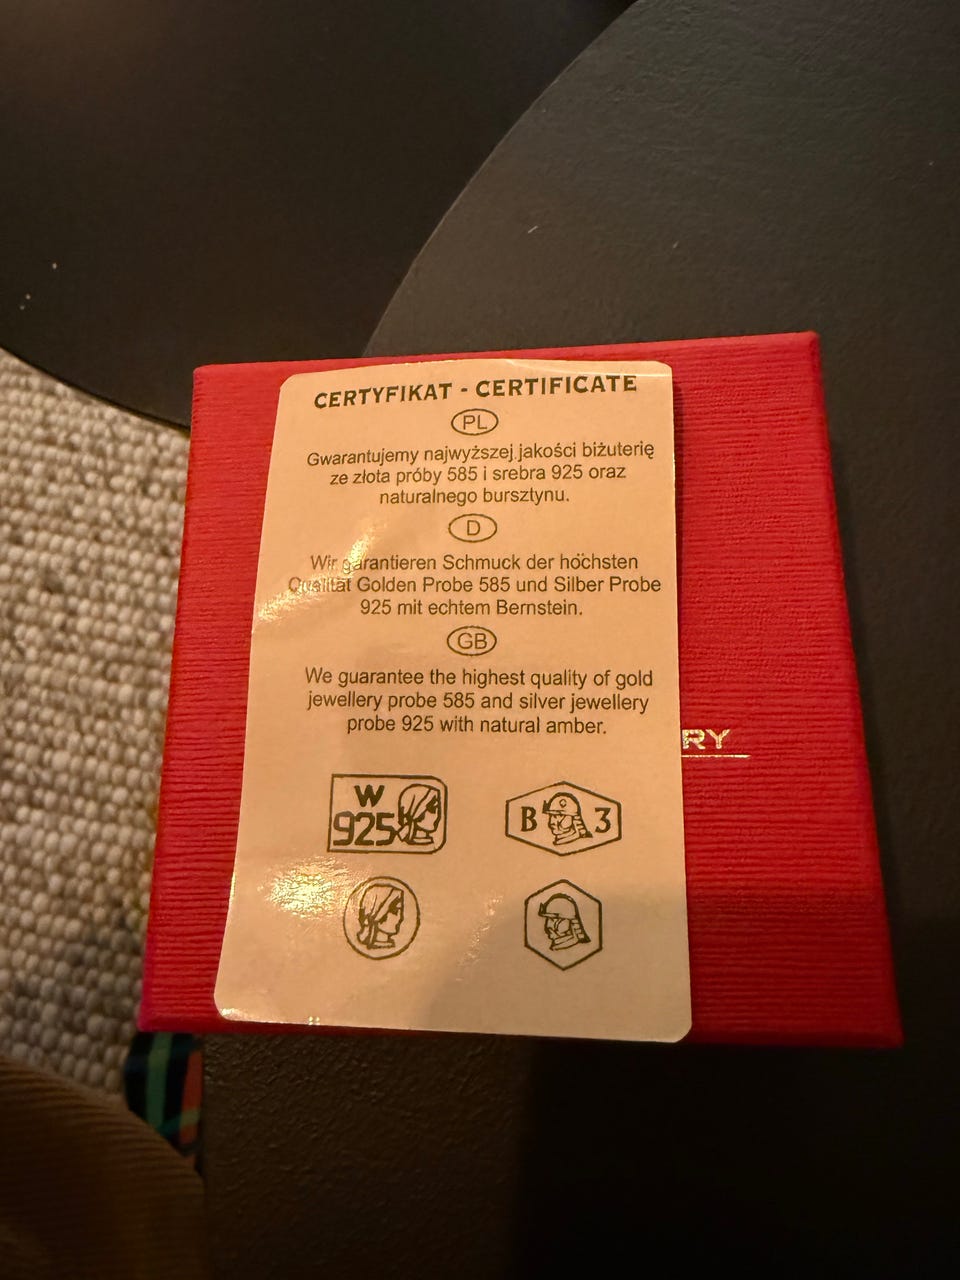 CERTYFIKAT - CERTIFICATE
PL
Gwarantujemy najwyższej jakości biżuterię
ze złota próby 585 i srebra 925 oraz
naturalnego bursztynu.
D
Wir garantieren Schmuck der höchsten
Qualität Golden Probe 585 und Silber Probe
925 mit echtem Bernstein.
GB
We guarantee the highest quality of gold
jewellery probe 585 and silver jewellery
probe 925 with natural amber.
RY
W
925
B 3